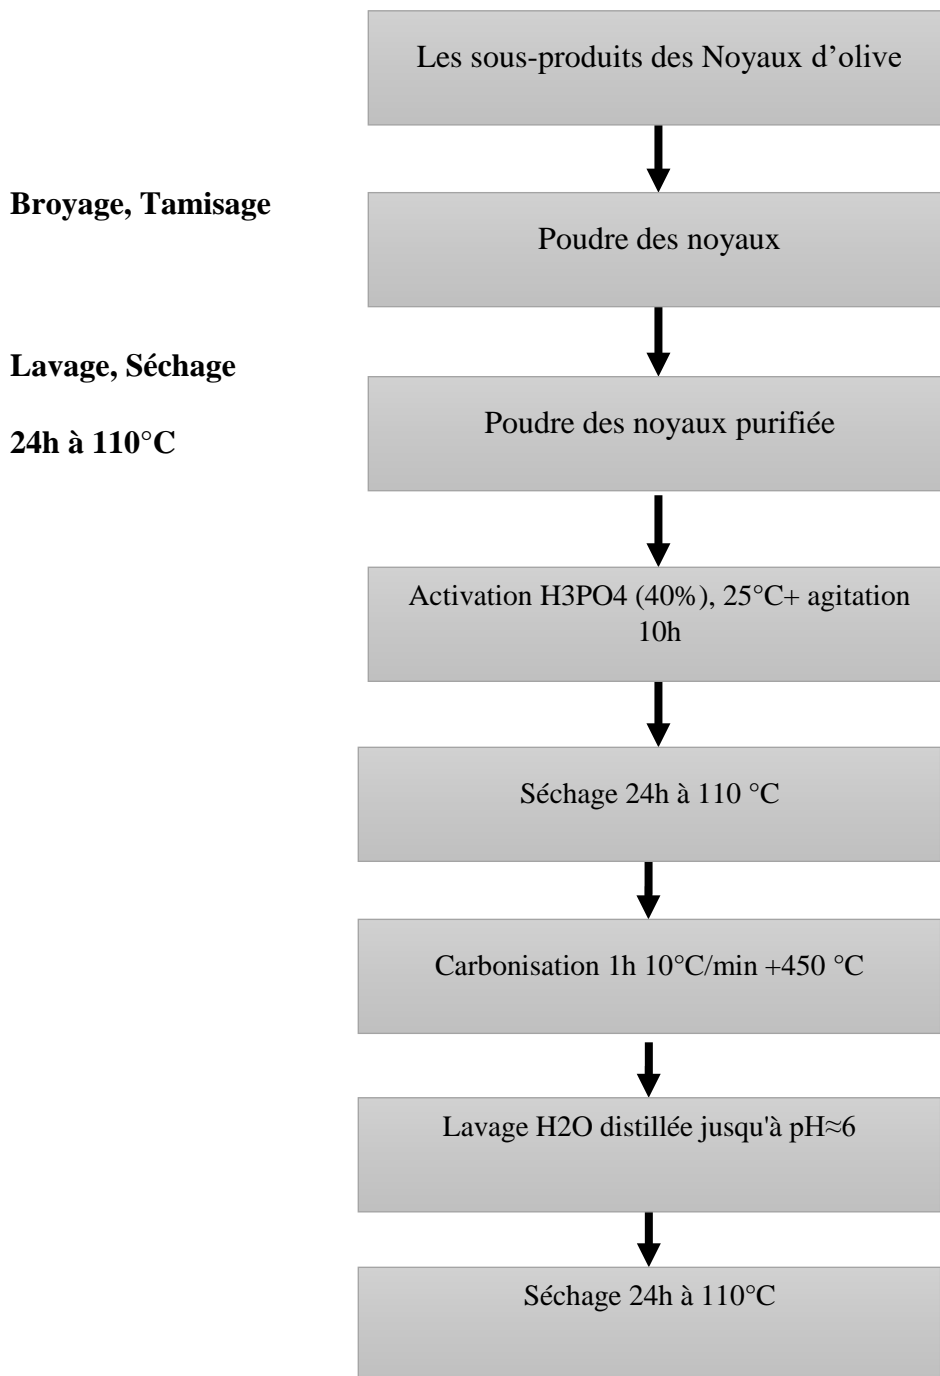 Les sous-produits des Noyaux d’olive
Broyage, Tamisage
Poudre des noyaux
Lavage, Séchage
24h à 110°C
Poudre des noyaux purifiée
Activation H3PO4 (40%), 25°C+ agitation
10h
Séchage 24h à 110 °C
Carbonisation 1h 10°C/min +450 °C
Lavage H2O distillée jusqu'à pH≈6
Séchage 24h à 110°C